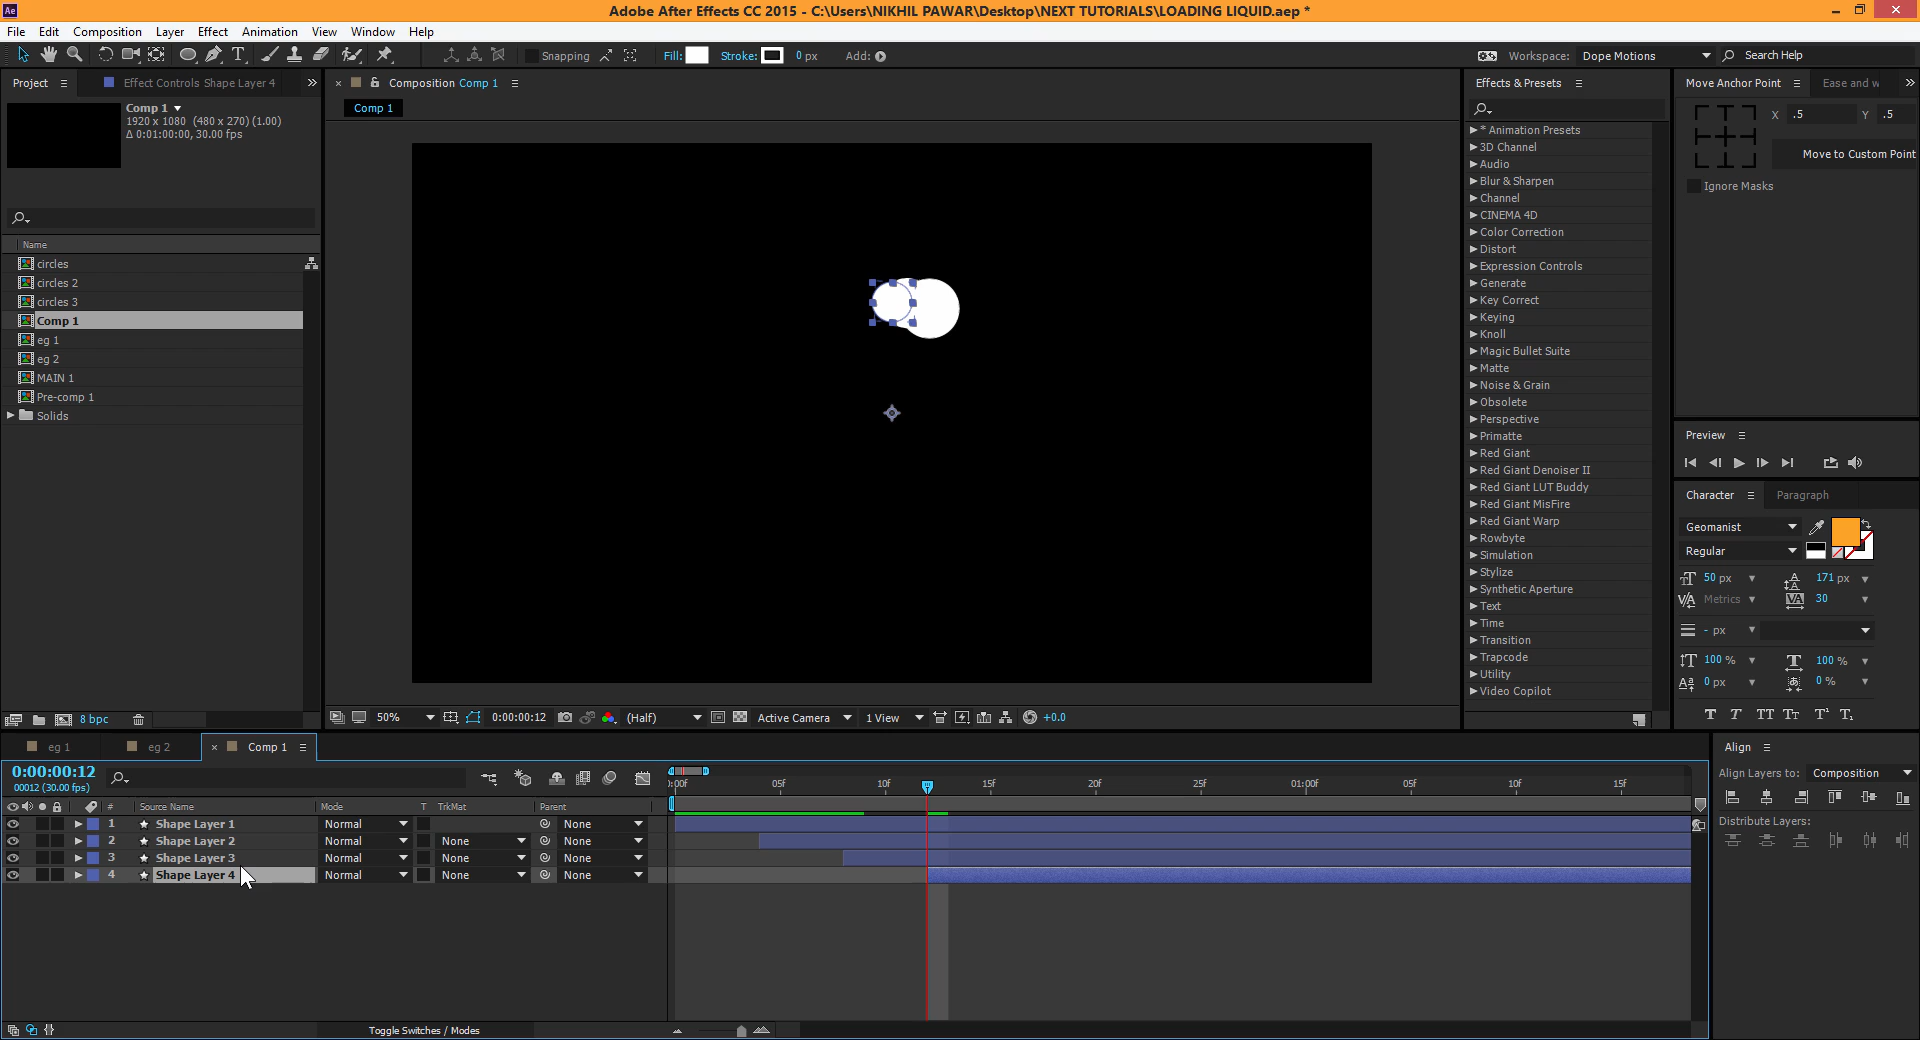 Ae Adobe After Effects CC 2015 - C:\Users\NIKHIL PAWAR\Desktop\NEXT TUTORIALS\LOADING LIQUID.aep *
File Edit Composition Layer Effect Animation View Window Help
Snapping Fill: Stroke: 0 px Add: Workspace: Dope Motions Search Help
Project Effect Controls Shape Layer 4
Composition Comp 1
Effects & Presets
Move Anchor Point Ease and w
Comp 1
1920 x 1080 (480 x 270) (1.00)
Δ 0:01:00:00, 30.00 fps
Comp 1
X .5 Y .5
Move to Custom Point
Ignore Masks
Name
circles
circles 2
circles 3
Comp 1
eg 1
eg 2
MAIN 1
Pre-comp 1
Solids
8 bpc
* Animation Presets
3D Channel
Audio
Blur & Sharpen
Channel
CINEMA 4D
Color Correction
Distort
Expression Controls
Generate
Key Correct
Keying
Knoll
Magic Bullet Suite
Matte
Noise & Grain
Obsolete
Perspective
Primatte
Red Giant
Red Giant Denoiser II
Red Giant LUT Buddy
Red Giant MisFire
Red Giant Warp
Rowbyte
Simulation
Stylize
Synthetic Aperture
Text
Time
Transition
Trapcode
Utility
Video Copilot
Preview
Character Paragraph
Geomanist
Regular
50 px 171 px
Metrics 30
- px
100 % 100 %
0 px 0 %
T T TT Tt T¹ T₁
50% 0:00:00:12 (Half) Active Camera 1 View +0.0
eg 1 eg 2 Comp 1
0:00:00:12
00012 (30.00 fps)
:00f 05f 10f 15f 20f 25f 01:00f 05f 10f 15f
# Source Name Mode T TrkMat Parent
1 Shape Layer 1 Normal None
2 Shape Layer 2 Normal None None
3 Shape Layer 3 Normal None None
4 Shape Layer 4 Normal None None
Toggle Switches / Modes
Align
Align Layers to: Composition
Distribute Layers: